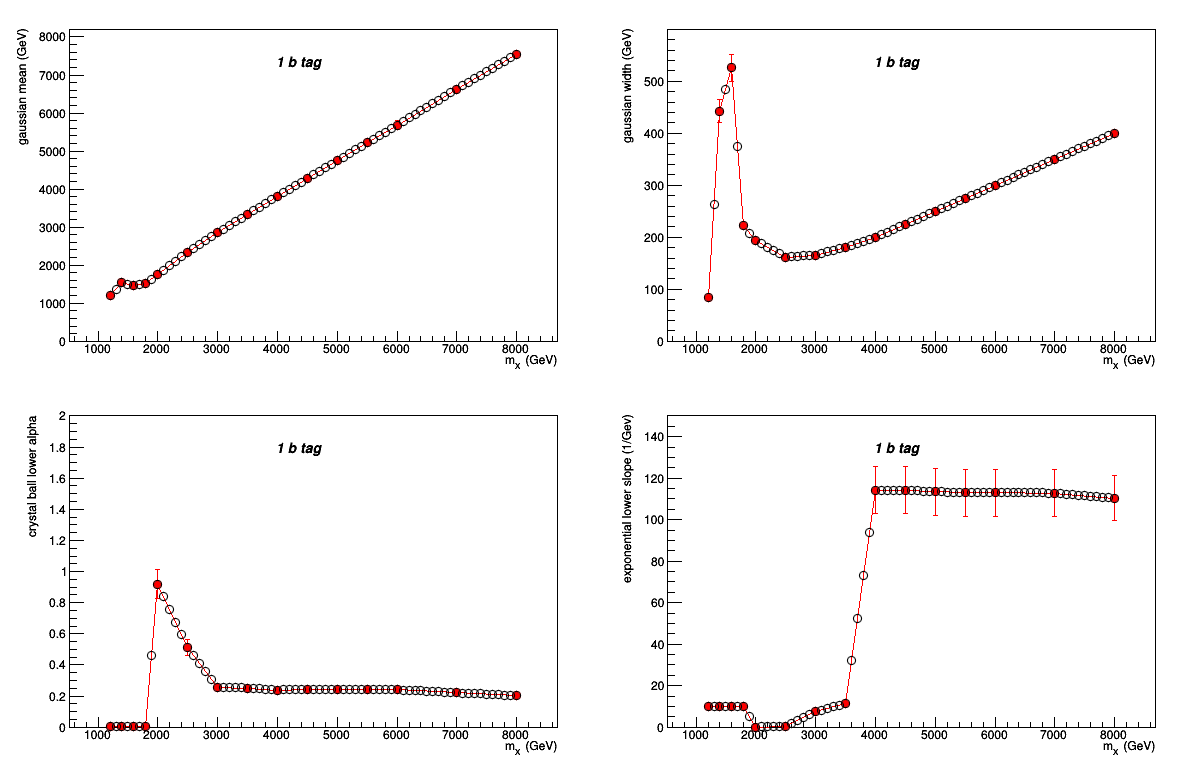 gaussian mean (GeV)
1 b tag
8000
7000
6000
5000
4000
3000
2000
1000
0
1000 2000 3000 4000 5000 6000 7000 8000
m_x (GeV)
gaussian width (GeV)
1 b tag
500
400
300
200
100
0
1000 2000 3000 4000 5000 6000 7000 8000
m_x (GeV)
crystal ball lower alpha
1 b tag
2
1.8
1.6
1.4
1.2
1
0.8
0.6
0.4
0.2
0
1000 2000 3000 4000 5000 6000 7000 8000
m_x (GeV)
exponential lower slope (1/Gev)
1 b tag
140
120
100
80
60
40
20
0
1000 2000 3000 4000 5000 6000 7000 8000
m_x (GeV)